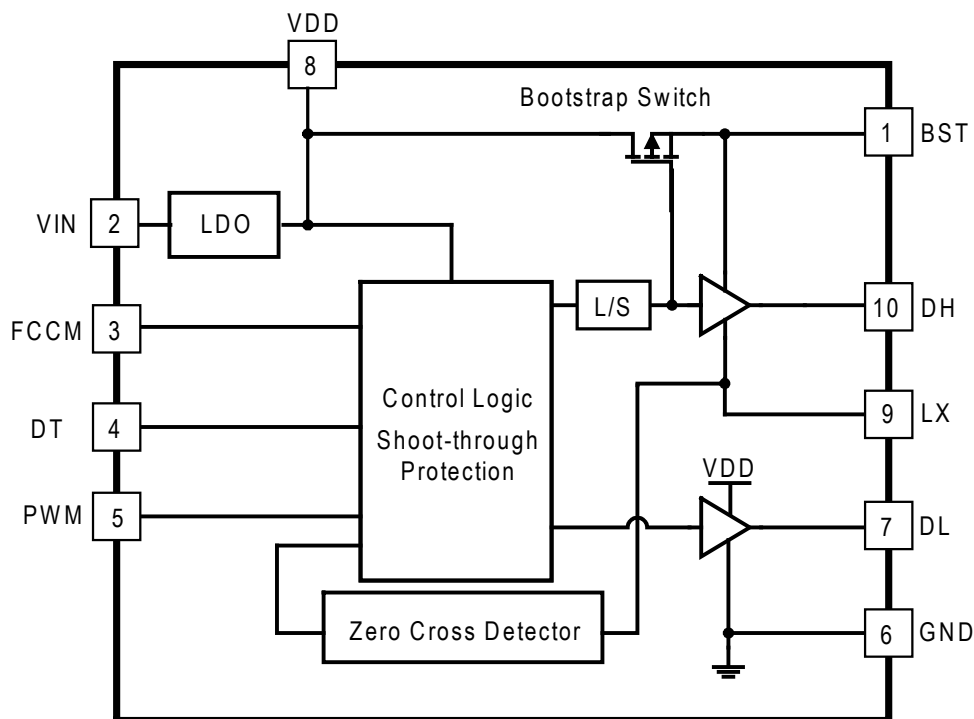 VDD
8
Bootstrap Switch
1
BST
VIN
2
LDO
FCCM
3
L/S
10
DH
Control Logic
Shoot-through
Protection
DT
4
9
LX
VDD
PWM
5
7
DL
Zero Cross Detector
6
GND